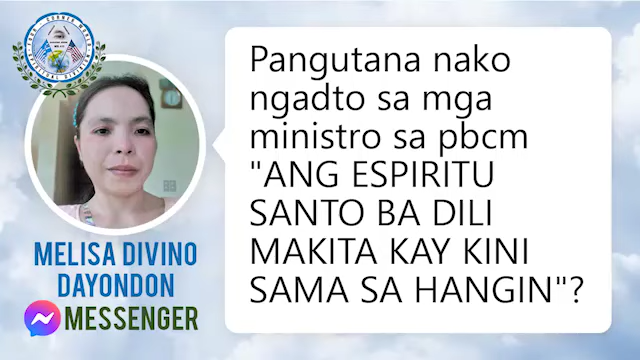 Pangutana nako
ngadto sa mga
ministro sa pbcm
"ANG ESPIRITU
SANTO BA DILI
MAKITA KAY KINI
SAMA SA HANGIN"?
MELISA DIVINO
DAYONDON
MESSENGER